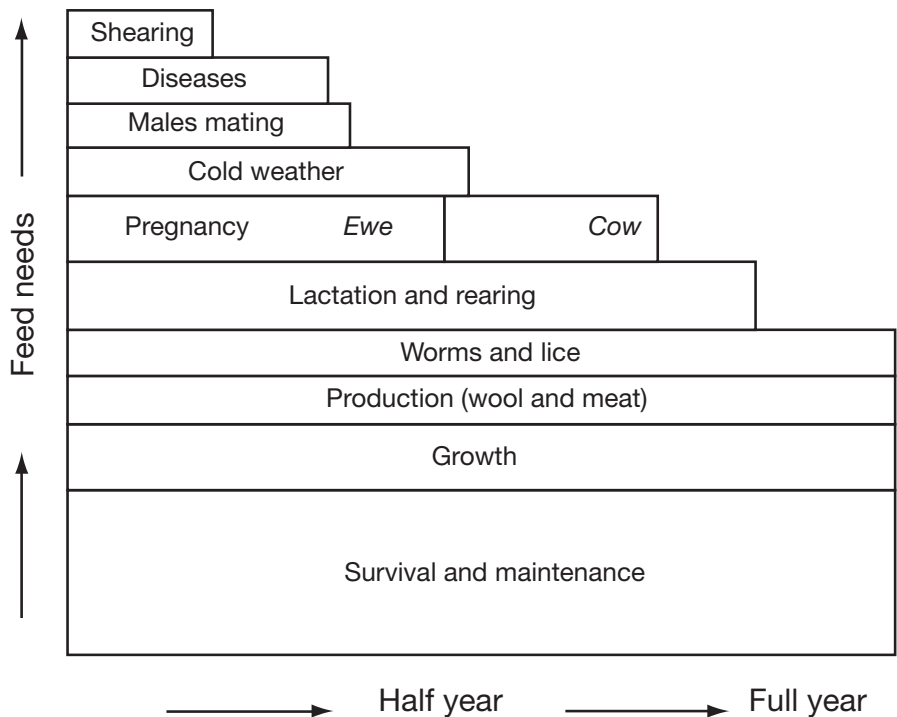 Shearing
Diseases
Males mating
Cold weather
Pregnancy Ewe Cow
Lactation and rearing
Worms and lice
Production (wool and meat)
Growth
Survival and maintenance
Feed needs
Half year Full year